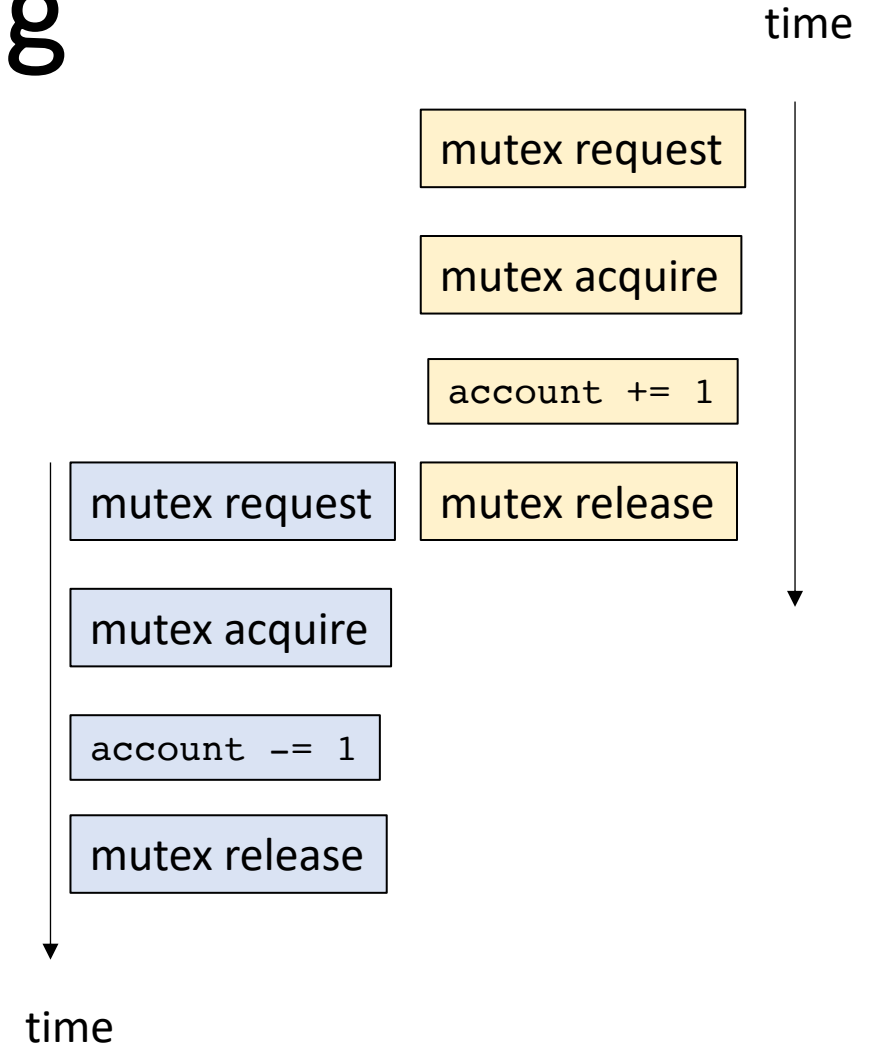 g
time
mutex request
mutex acquire
account += 1
mutex request
mutex release
mutex acquire
account -= 1
mutex release
time